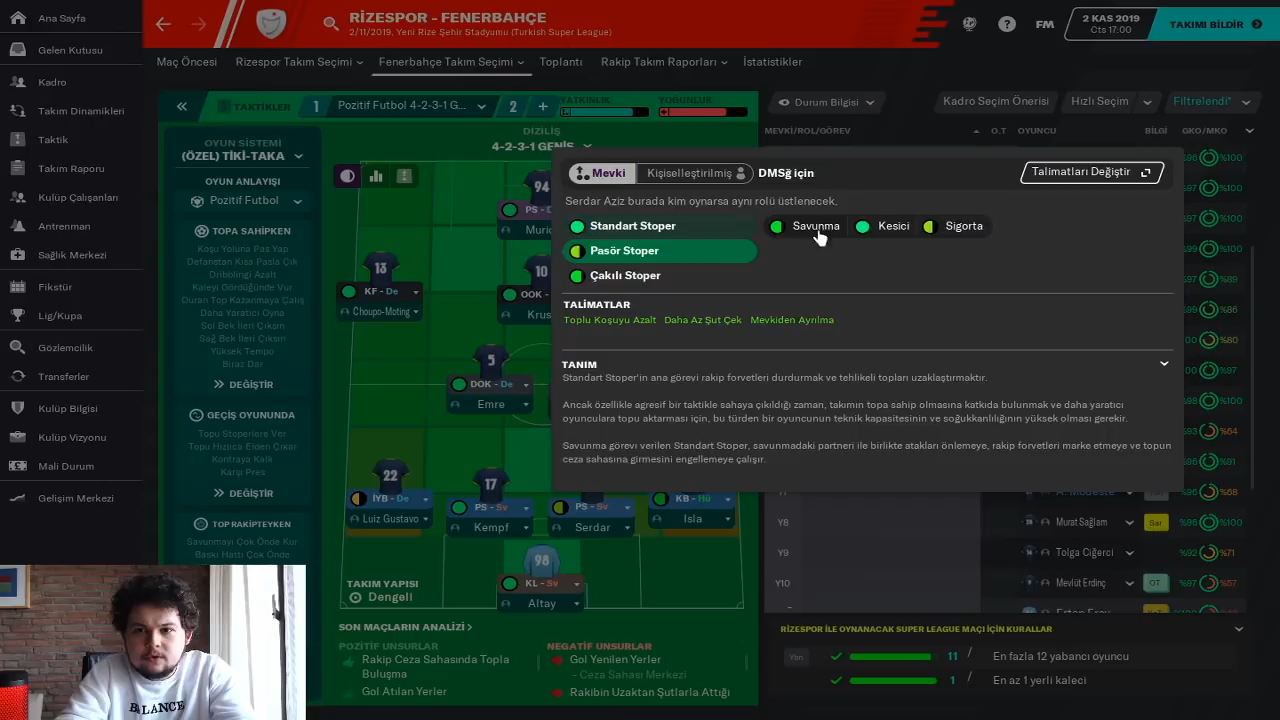 Ana Sayfa
Gelen Kutusu
Kadro
Takım Dinamikleri
Taktik
Takım Raporu
Kulüp Çalışanları
Antrenman
Sağlık Merkezi
Fikstür
Lig/Kupa
Gözlemcilik
Transferler
Kulüp Bilgisi
Kulüp Vizyonu
Mali Durum
Gelişim Merkezi
RİZESPOR - FENERBAHÇE
2/11/2019, Yeni Rize Şehir Stadyumu (Turkish Super League)
FM
2 KAS 2019
Cts 17:00
TAKIMI BİLDİR
Maç Öncesi
Rizespor Takım Seçimi
Fenerbahçe Takım Seçimi
Toplantı
Rakip Takım Raporları
İstatistikler
TAKTİKLER
1
Pozitif Futbol 4-2-3-1 G...
2
YATKINLIK
YOĞUNLUK
Durum Bilgisi
Kadro Seçim Önerisi
Hızlı Seçim
Filtrelendi*
MEVKİ/ROL/GÖREV
O.T
OYUNCU
BİLGİ
GKO/MKO
OYUN SİSTEMİ
(ÖZEL) TİKİ-TAKA
OYUN ANLAYIŞI
Pozitif Futbol
TOPA SAHİPKEN
Koşu Yoluna Pas Yap
Defanstan Kısa Pasla Çık
Dribblingi Azalt
Kaleyi Gördüğünde Vur
Duran Top Kazanmaya Çalış
Daha Yaratıcı Oyna
Sol Bek İleri Çıksın
Sağ Bek İleri Çıksın
Yüksek Tempo
Biraz Dar
DEĞİŞTİR
GEÇİŞ OYUNUNDA
Topu Stoperlere Ver
Topu Hızlıca Elden Çıkar
Kontraya Kalk
Karşı Pres
DEĞİŞTİR
TOP RAKİPTEYKEN
Savunmayı Çok Önde Kur
Baskı Hattı Çok Önde
DİZİLİŞ
4-2-3-1 GENİŞ
94
13
KF - De
Choupo-Moting
10
5
DOK - De
Emre
22
İYB - De
Luiz Gustavo
17
PS - Sv
Kempf
PS - Sv
Serdar
KB - Hü
Isla
98
KL - Sv
Altay
TAKIM YAPISI
Dengeli
Mevki
Kişiselleştirilmiş
DMSğ için
Talimatları Değiştir
Serdar Aziz burada kim oynarsa aynı rolü üstlenecek.
Standart Stoper
Savunma
Kesici
Sigorta
Pasör Stoper
Çakılı Stoper
TALİMATLAR
Toplu Koşuyu Azalt
Daha Az Şut Çek
Mevkiden Ayrılma
TANIM
Standart Stoper'in ana görevi rakip forvetleri durdurmak ve tehlikeli topları uzaklaştırmaktır.
Ancak özellikle agresif bir taktikle sahaya çıkıldığı zaman, takımın topa sahip olmasına katkıda bulunmak ve daha yaratıcı
oyunculara topu aktarması için, bu türden bir oyuncunun teknik kapasitesinin ve soğukkanlılığının yüksek olması gerekir.
Savunma görevi verilen Standart Stoper, savunmadaki partneri ile birlikte atakları önlemeye, rakip forvetleri marke etmeye ve topun
ceza sahasına girmesini engellemeye çalışır.
Y8
Murat Sağlam
Sar
%92 %100
Y9
Tolga Ciğerci
%92 %71
Y10
Mevlüt Erdinç
OT
%97 %57
SON MAÇLARIN ANALİZİ
POZİTİF UNSURLAR
Rakip Ceza Sahasında Topla
Buluşma
Gol Atılan Yerler
NEGATİF UNSURLAR
Gol Yenilen Yerler
- Ceza Sahası Merkezi
Rakibin Uzaktan Şutlarla Attığı
RİZESPOR İLE OYNANACAK SUPER LEAGUE MAÇI İÇİN KURALLAR
Ybn
11 /
En fazla 12 yabancı oyuncu
1 /
En az 1 yerli kaleci
BALANCE